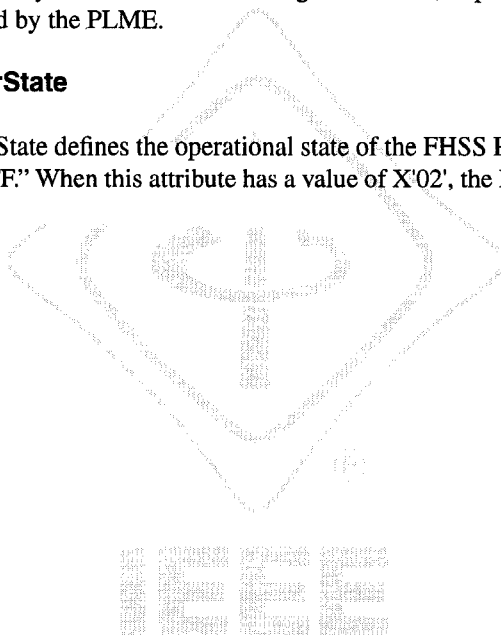 d by the PLME.
rState
State defines the operational state of the FHSS P
F.” When this attribute has a value of X'02', the
®
IEEE